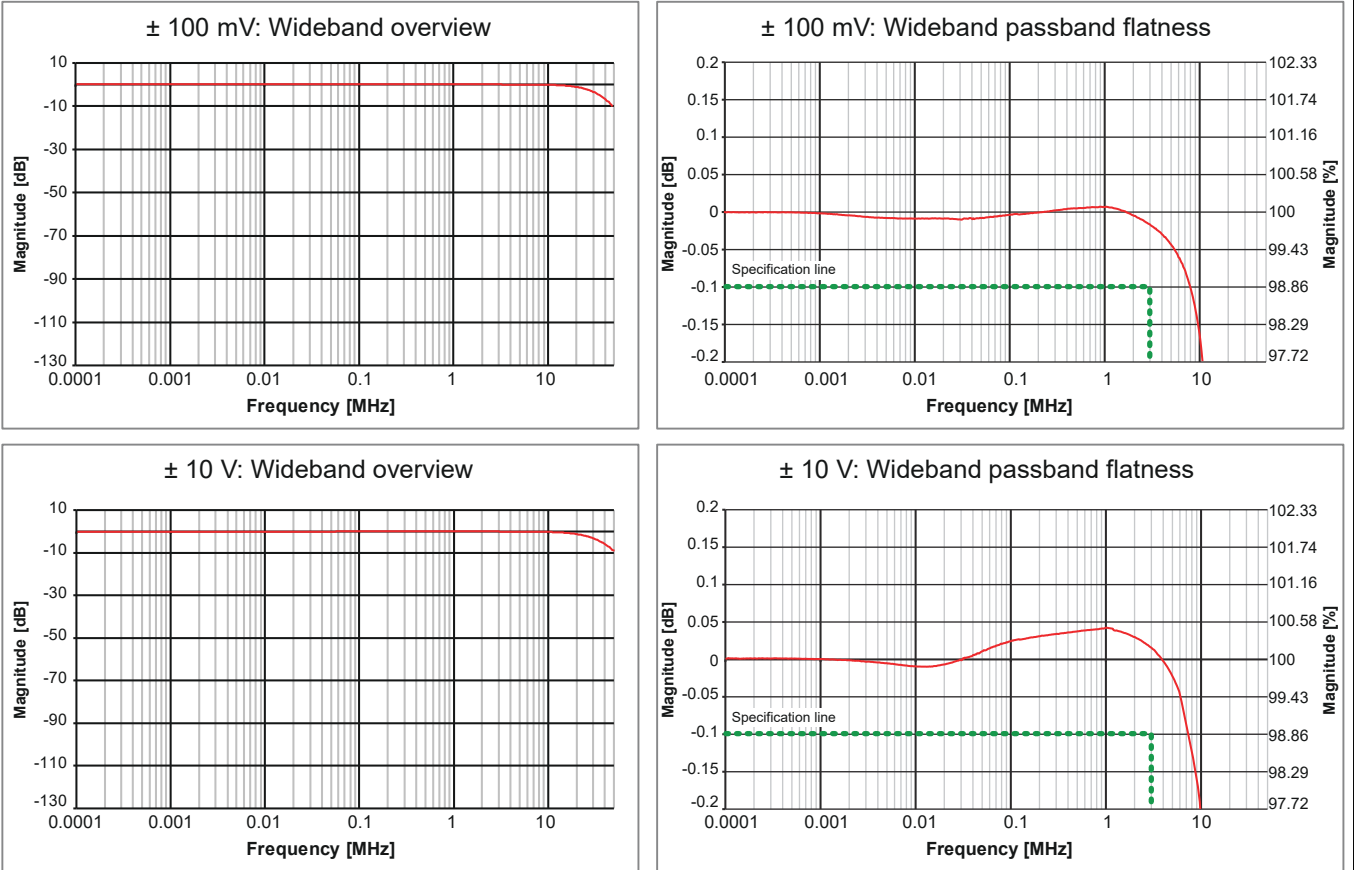 ± 100 mV: Wideband overview
10
-10
-30
-50
-70
-90
-110
-130
Magnitude [dB]
0.0001 0.001 0.01 0.1 1 10
Frequency [MHz]
± 100 mV: Wideband passband flatness
0.2
0.15
0.1
0.05
0
-0.05
-0.1
-0.15
-0.2
Magnitude [dB]
Specification line
102.33
101.74
101.16
100.58
100
99.43
98.86
98.29
97.72
Magnitude [%]
0.0001 0.001 0.01 0.1 1 10
Frequency [MHz]
± 10 V: Wideband overview
10
-10
-30
-50
-70
-90
-110
-130
Magnitude [dB]
0.0001 0.001 0.01 0.1 1 10
Frequency [MHz]
± 10 V: Wideband passband flatness
0.2
0.15
0.1
0.05
0
-0.05
-0.1
-0.15
-0.2
Magnitude [dB]
Specification line
102.33
101.74
101.16
100.58
100
99.43
98.86
98.29
97.72
Magnitude [%]
0.0001 0.001 0.01 0.1 1 10
Frequency [MHz]